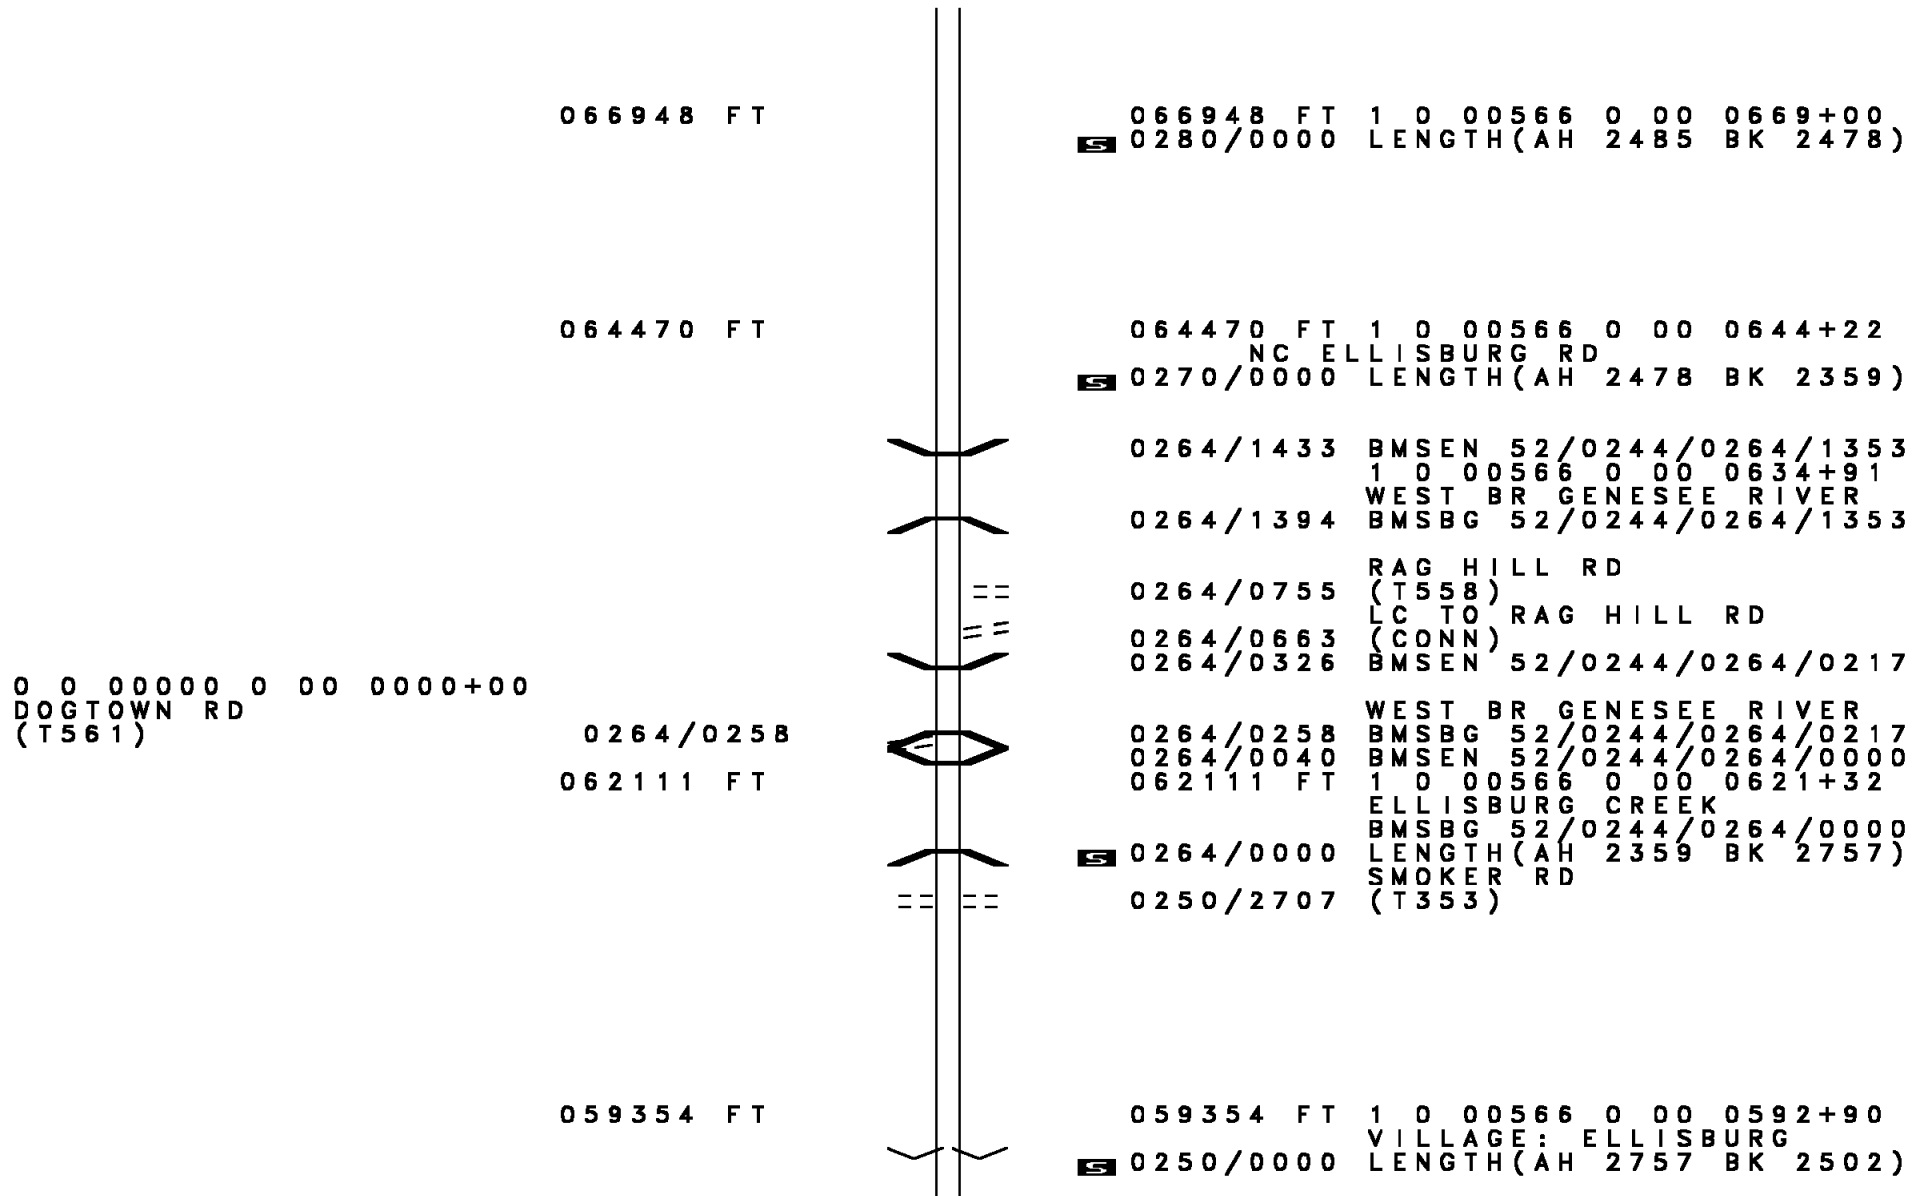 066948 FT 066948 FT 1 0 00566 0 00 0669+00
S 0280/0000 LENGTH(AH 2485 BK 2478)
064470 FT 064470 FT 1 0 00566 0 00 0644+22
NC ELLISBURG RD
S 0270/0000 LENGTH(AH 2478 BK 2359)
0264/1433 BMSEN 52/0244/0264/1353
1 0 00566 0 00 0634+91
WEST BR GENESEE RIVER
0264/1394 BMSBG 52/0244/0264/1353
RAG HILL RD
0264/0755 (T558)
LC TO RAG HILL RD
0264/0663 (CONN)
0264/0326 BMSEN 52/0244/0264/0217
0 0 00000 0 00 0000+00
DOGTOWN RD WEST BR GENESEE RIVER
(T561) 0264/0258 0264/0258 BMSBG 52/0244/0264/0217
0264/0040 BMSEN 52/0244/0264/0000
062111 FT 062111 FT 1 0 00566 0 00 0621+32
ELLISBURG CREEK
BMSBG 52/0244/0264/0000
S 0264/0000 LENGTH(AH 2359 BK 2757)
SMOKER RD
0250/2707 (T353)
059354 FT 059354 FT 1 0 00566 0 00 0592+90
VILLAGE: ELLISBURG
S 0250/0000 LENGTH(AH 2757 BK 2502)